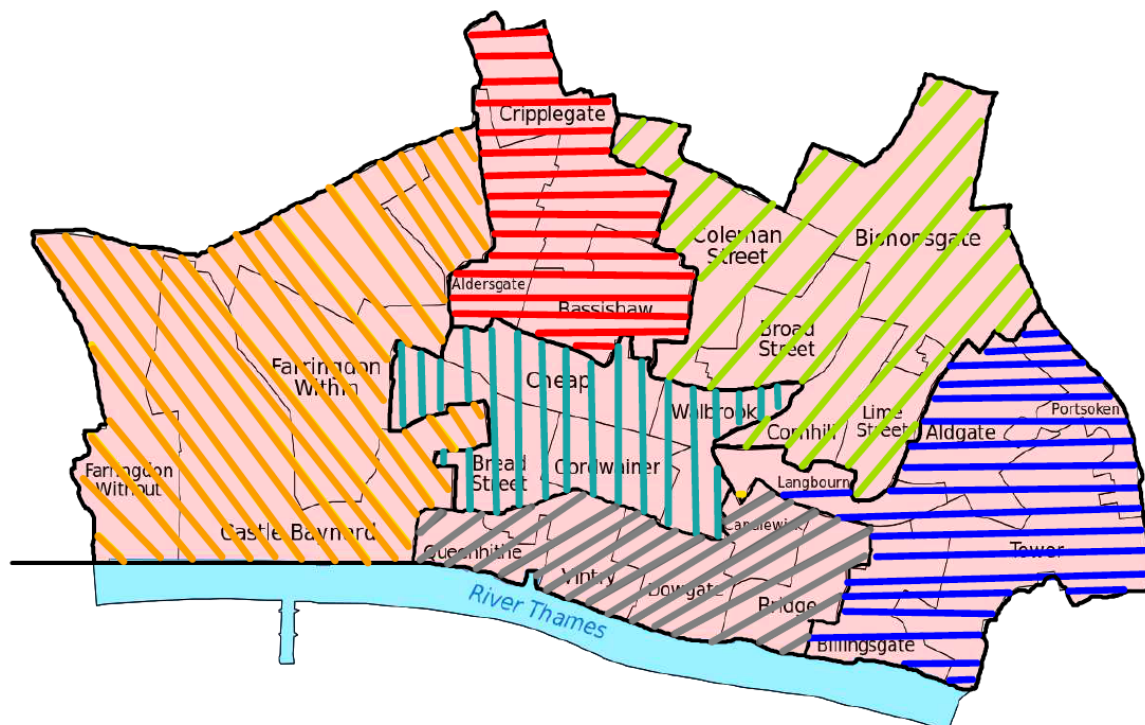 Cripplegate
Coleman
Street
Bishopsgate
Aldersgate
Bassishaw
Broad
Street
Farringdon
Within
Cheap
Walbrook
Portsoken
Lime
Street
Cornhill
Aldgate
Farringdon
Without
Bread
Street
Cordwainer
Langbourn
Castle Baynard
Candlewick
Queenhithe
Tower
Vintry
Dowgate
Bridge
River Thames
Billingsgate